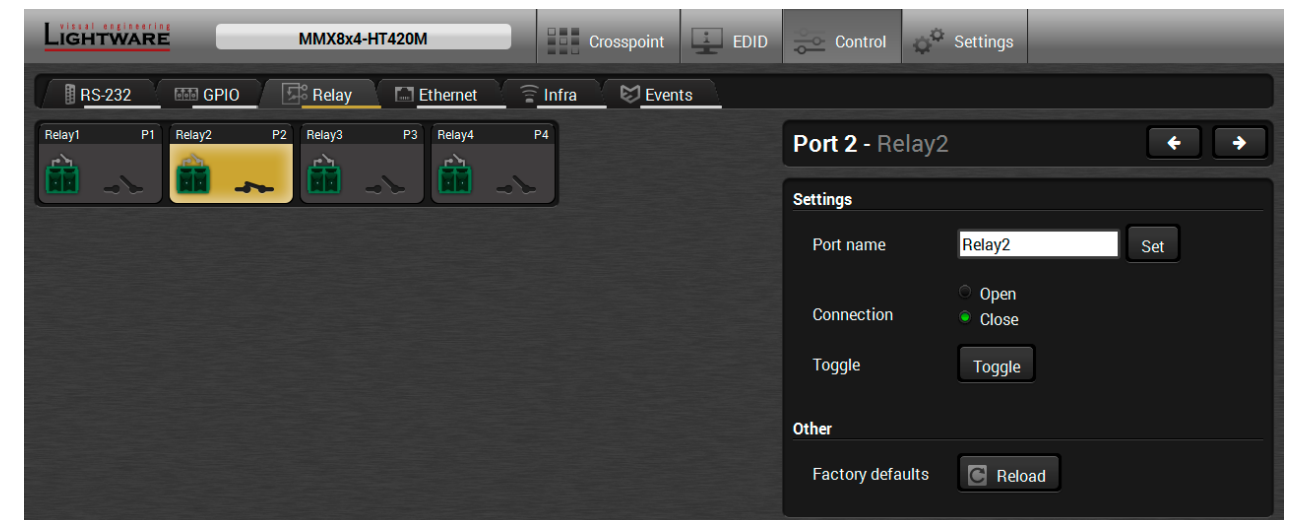 visual engineering
LIGHTWARE
MMX8x4-HT420M
Crosspoint
EDID
Control
Settings
RS-232
GPIO
Relay
Ethernet
Infra
Events
Relay1 P1
Relay2 P2
Relay3 P3
Relay4 P4
Port 2 - Relay2
Settings
Port name
Relay2
Set
Connection
Open
Close
Toggle
Toggle
Other
Factory defaults
Reload